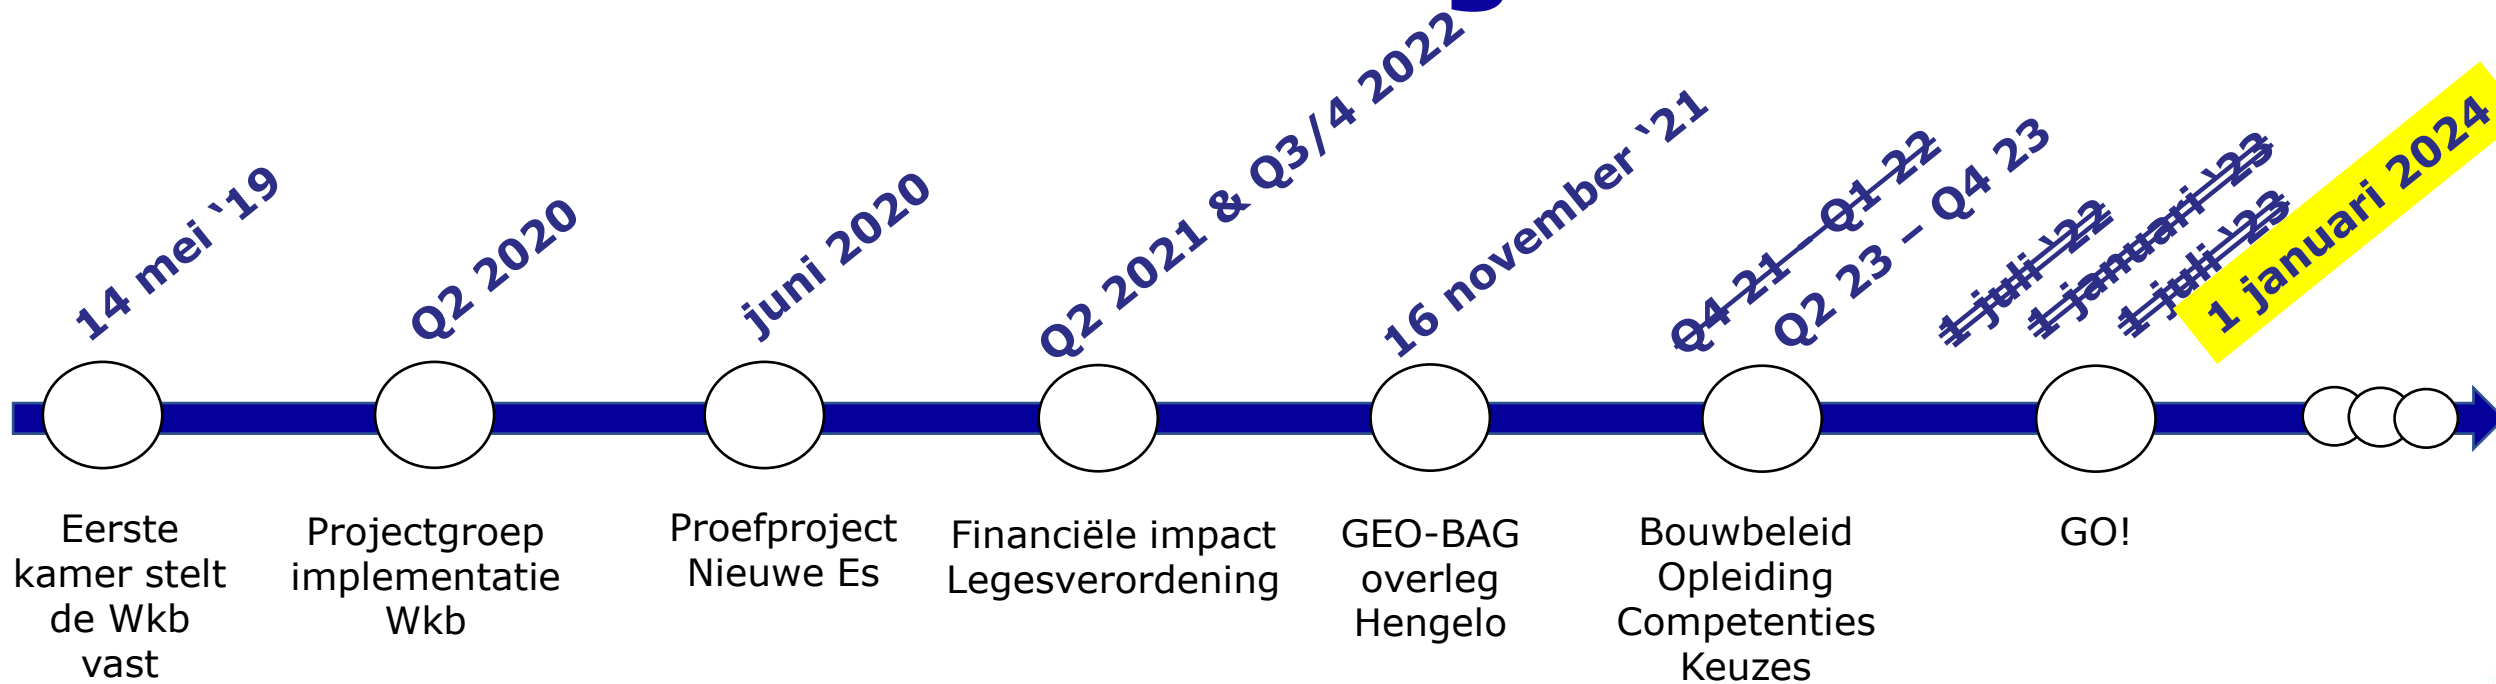 14 mei `19
Q2 2020
juni 2020
Q2 2021 & Q3/4 2022
16 november `21
Q4 21 – Q1 22
Q2 23 – Q4 23
1 juli `22
1 januari `23
1 juli `23
1 januari 2024
Eerste
kamer stelt
de Wkb
vast
Projectgroep
implementatie
Wkb
Proefproject
Nieuwe Es
Financiële impact
Legesverordening
GEO-BAG
overleg
Hengelo
Bouwbeleid
Opleiding
Competenties
Keuzes
GO!